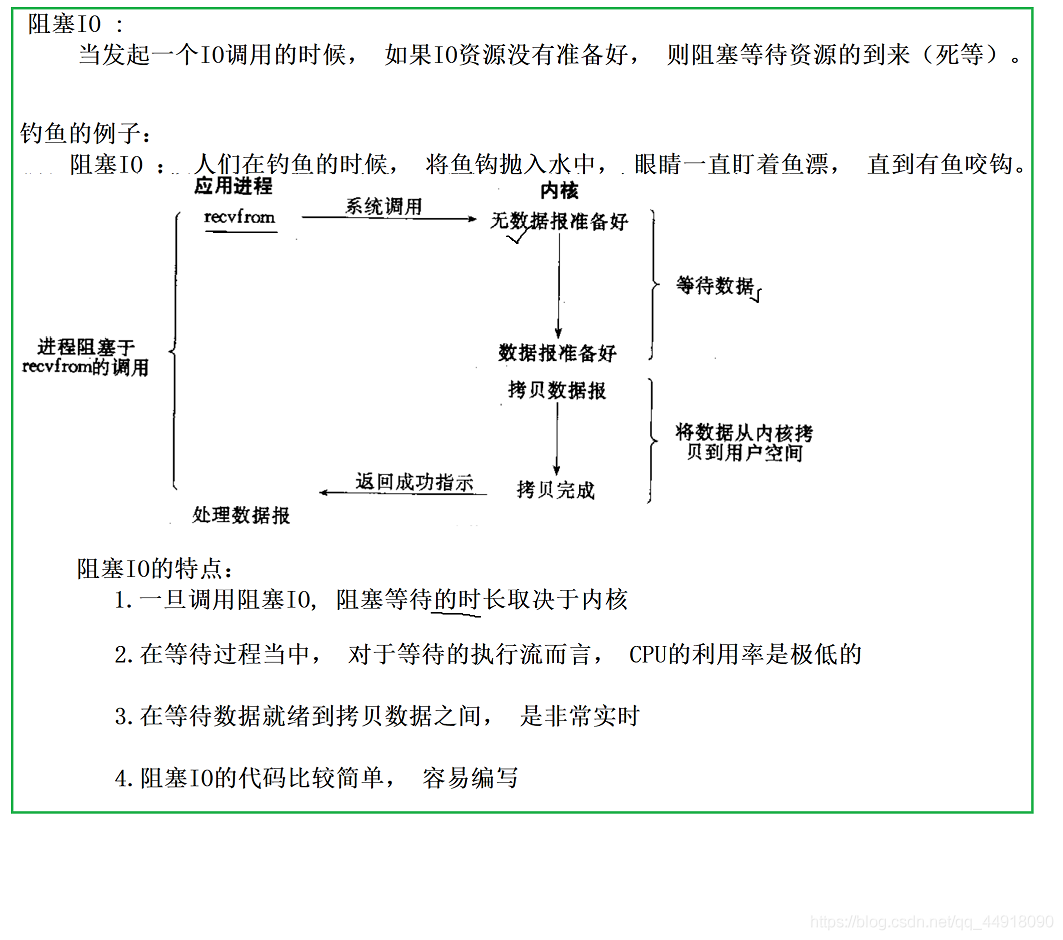 阻塞IO :
当发起一个IO调用的时候， 如果IO资源没有准备好， 则阻塞等待资源的到来（死等）。
钓鱼的例子：
阻塞IO ： 人们在钓鱼的时候， 将鱼钩抛入水中， 眼睛一直盯着鱼漂， 直到有鱼咬钩。
应用进程
内核
recvfrom
系统调用
无数据报准备好
等待数据
进程阻塞于
recvfrom的调用
数据报准备好
拷贝数据报
将数据从内核拷
贝到用户空间
返回成功指示
拷贝完成
处理数据报
阻塞IO的特点：
1.一旦调用阻塞IO, 阻塞等待的时长取决于内核
2.在等待过程当中， 对于等待的执行流而言， CPU的利用率是极低的
3.在等待数据就绪到拷贝数据之间， 是非常实时
4.阻塞IO的代码比较简单， 容易编写
https://blog.csdn.net/qq_44918090